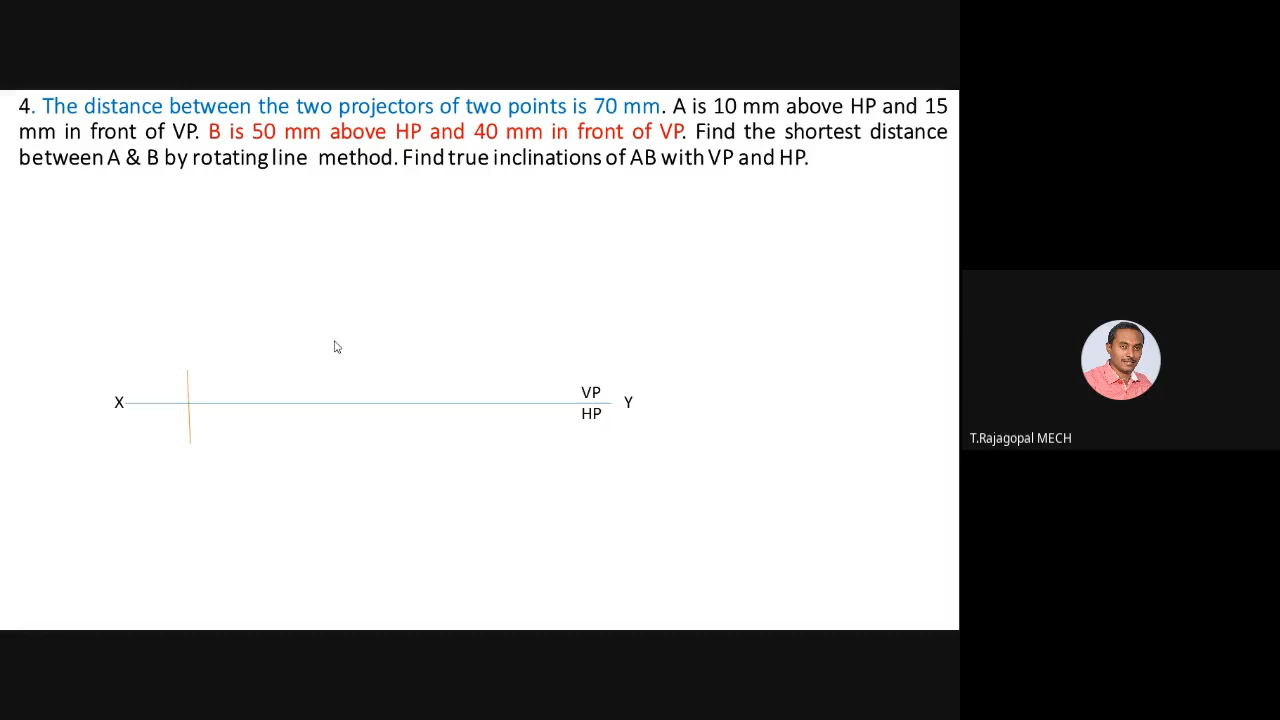 4. The distance between the two projectors of two points is 70 mm. A is 10 mm above HP and 15
mm in front of VP. B is 50 mm above HP and 40 mm in front of VP. Find the shortest distance
between A & B by rotating line method. Find true inclinations of AB with VP and HP.
VP
X Y
HP
T.Rajagopal MECH